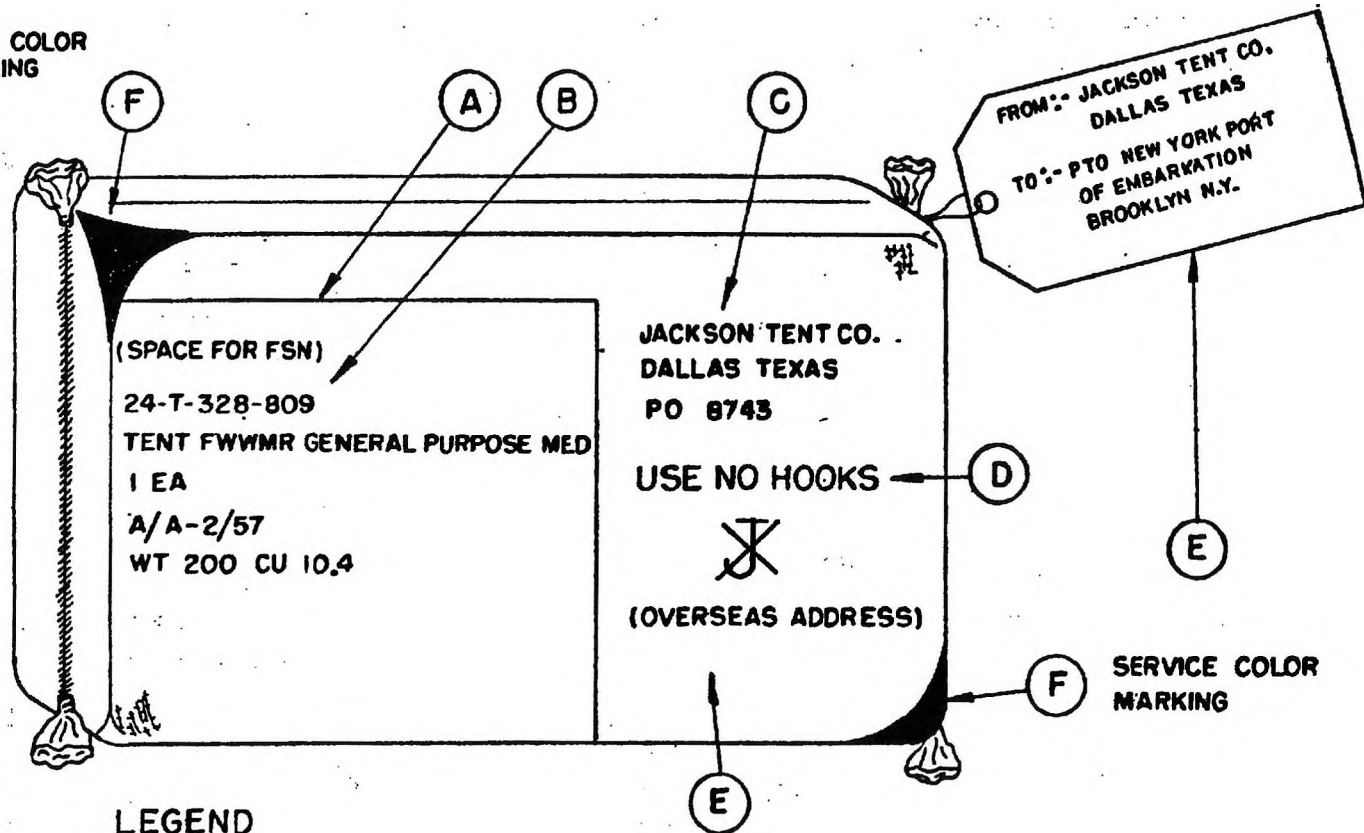 COLOR
ING
F
A
B
C
FROM:- JACKSON TENT CO.
DALLAS TEXAS
TO:- PTO NEW YORK PORT
OF EMBARKATION
BROOKLYN N.Y.
(SPACE FOR FSN)
24-T-328-809
TENT FWWMR GENERAL PURPOSE MED
1 EA
A/A-2/57
WT 200 CU 10.4
JACKSON TENT CO.
DALLAS TEXAS
PO 8743
USE NO HOOKS
D
(OVERSEAS ADDRESS)
E
E
F
SERVICE COLOR
MARKING
LEGEND